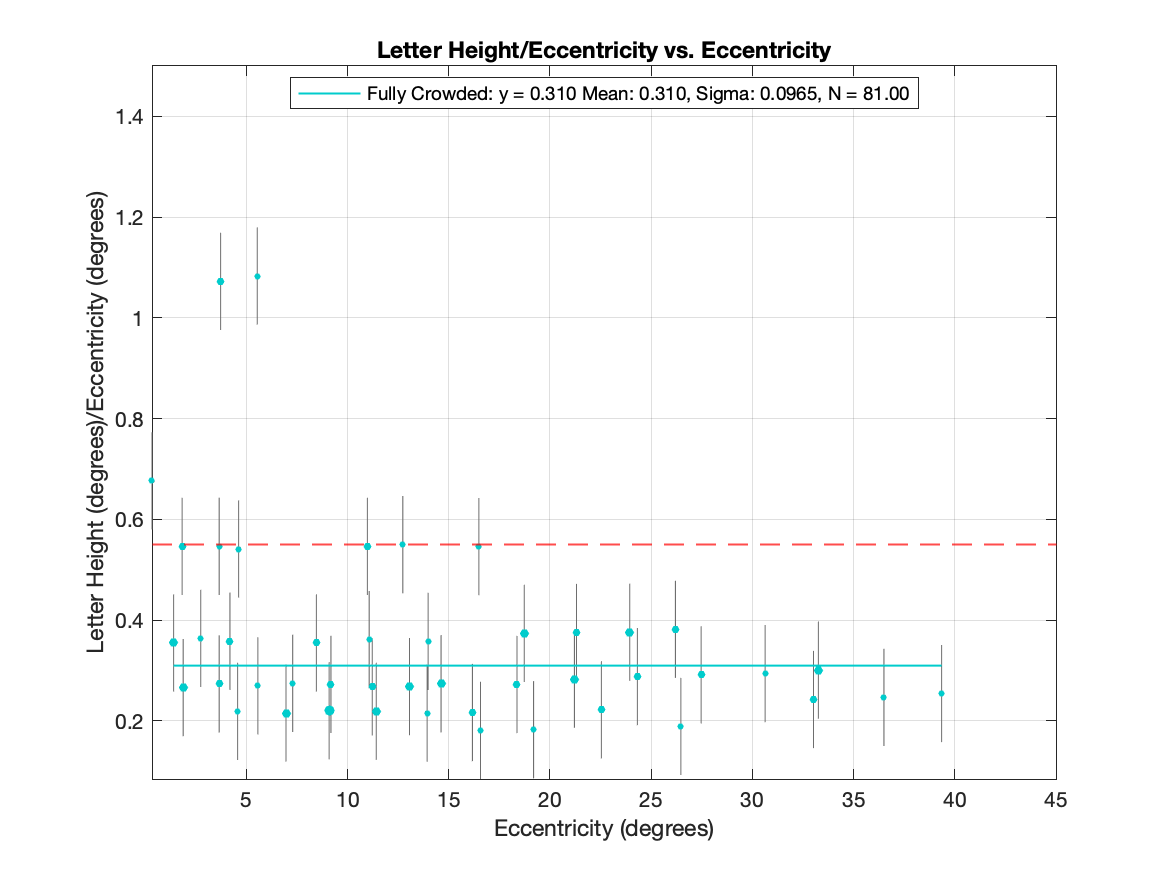 Letter Height/Eccentricity vs. Eccentricity
Fully Crowded: y = 0.310 Mean: 0.310, Sigma: 0.0965, N = 81.00
Letter Height (degrees)/Eccentricity (degrees)
1.4
1.2
1
0.8
0.6
0.4
0.2
5 10 15 20 25 30 35 40 45
Eccentricity (degrees)